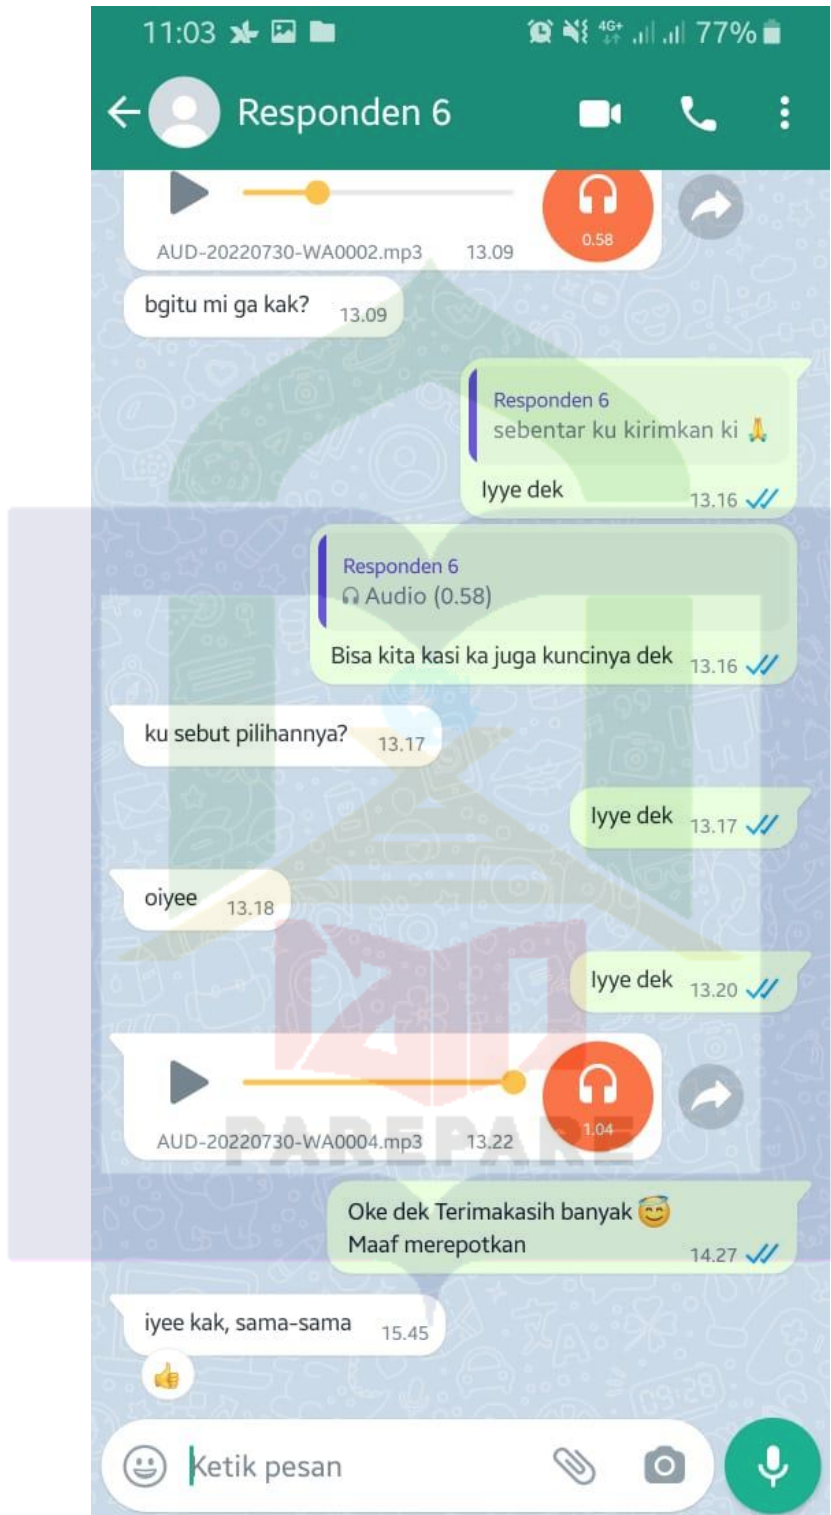 11:03 4G+ 77%
Responden 6
0.58
AUD-20220730-WA0002.mp3 13.09
bgitu mi ga kak? 13.09
Responden 6
sebentar ku kirimkan ki 🙏
Iyye dek 13.16
Responden 6
Audio (0.58)
Bisa kita kasi ka juga kuncinya dek 13.16
ku sebut pilihannya? 13.17
Iyye dek 13.17
oiyee 13.18
Iyye dek 13.20
1.04
AUD-20220730-WA0004.mp3 13.22
PAREPARE
Oke dek Terimakasih banyak 😇
Maaf merepotkan 14.27
iyee kak, sama-sama 15.45
👍
Ketik pesan